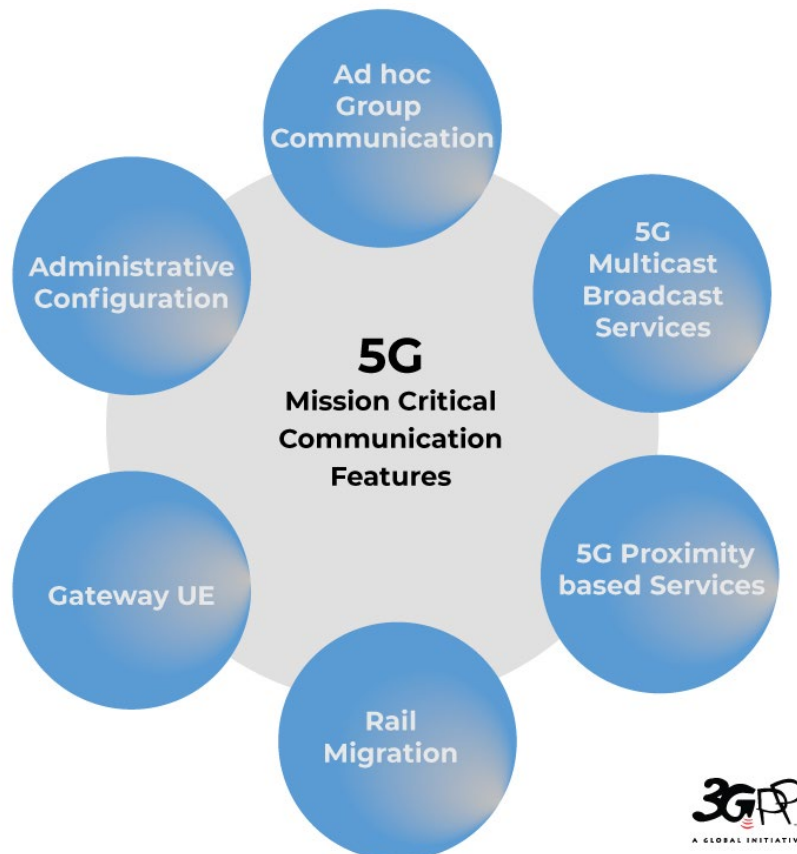 Ad hoc
Group
Communication
5G
Multicast
Broadcast
Services
Administrative
Configuration
5G
Mission Critical
Communication
Features
5G Proximity
based Services
Gateway UE
Rail
Migration
3GPP
A GLOBAL INITIATIVE